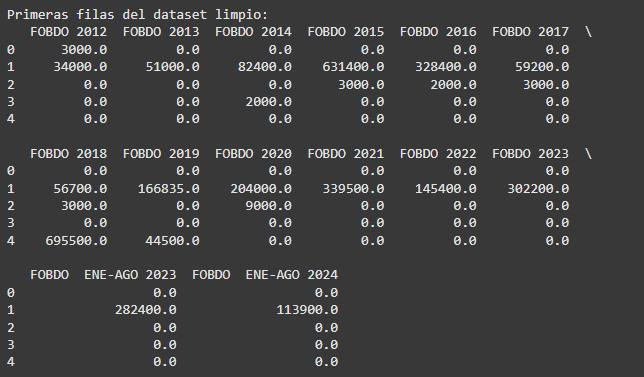 Primeras filas del dataset limpio:
FOBDO 2012 FOBDO 2013 FOBDO 2014 FOBDO 2015 FOBDO 2016 FOBDO 2017 \
0 3000.0 0.0 0.0 0.0 0.0 0.0
1 34000.0 51000.0 82400.0 631400.0 328400.0 59200.0
2 0.0 0.0 0.0 3000.0 2000.0 3000.0
3 0.0 0.0 2000.0 0.0 0.0 0.0
4 0.0 0.0 0.0 0.0 0.0 0.0
FOBDO 2018 FOBDO 2019 FOBDO 2020 FOBDO 2021 FOBDO 2022 FOBDO 2023 \
0 0.0 0.0 0.0 0.0 0.0 0.0
1 56700.0 166835.0 204000.0 339500.0 145400.0 302200.0
2 3000.0 0.0 9000.0 0.0 0.0 0.0
3 0.0 0.0 0.0 0.0 0.0 0.0
4 695500.0 44500.0 0.0 0.0 0.0 0.0
FOBDO ENE-AGO 2023 FOBDO ENE-AGO 2024
0 0.0 0.0
1 282400.0 113900.0
2 0.0 0.0
3 0.0 0.0
4 0.0 0.0